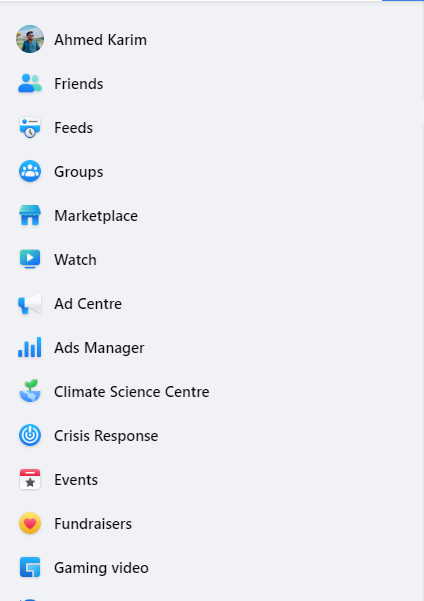 Ahmed Karim
Friends
Feeds
Groups
Marketplace
Watch
Ad Centre
Ads Manager
Climate Science Centre
Crisis Response
Events
Fundraisers
Gaming video